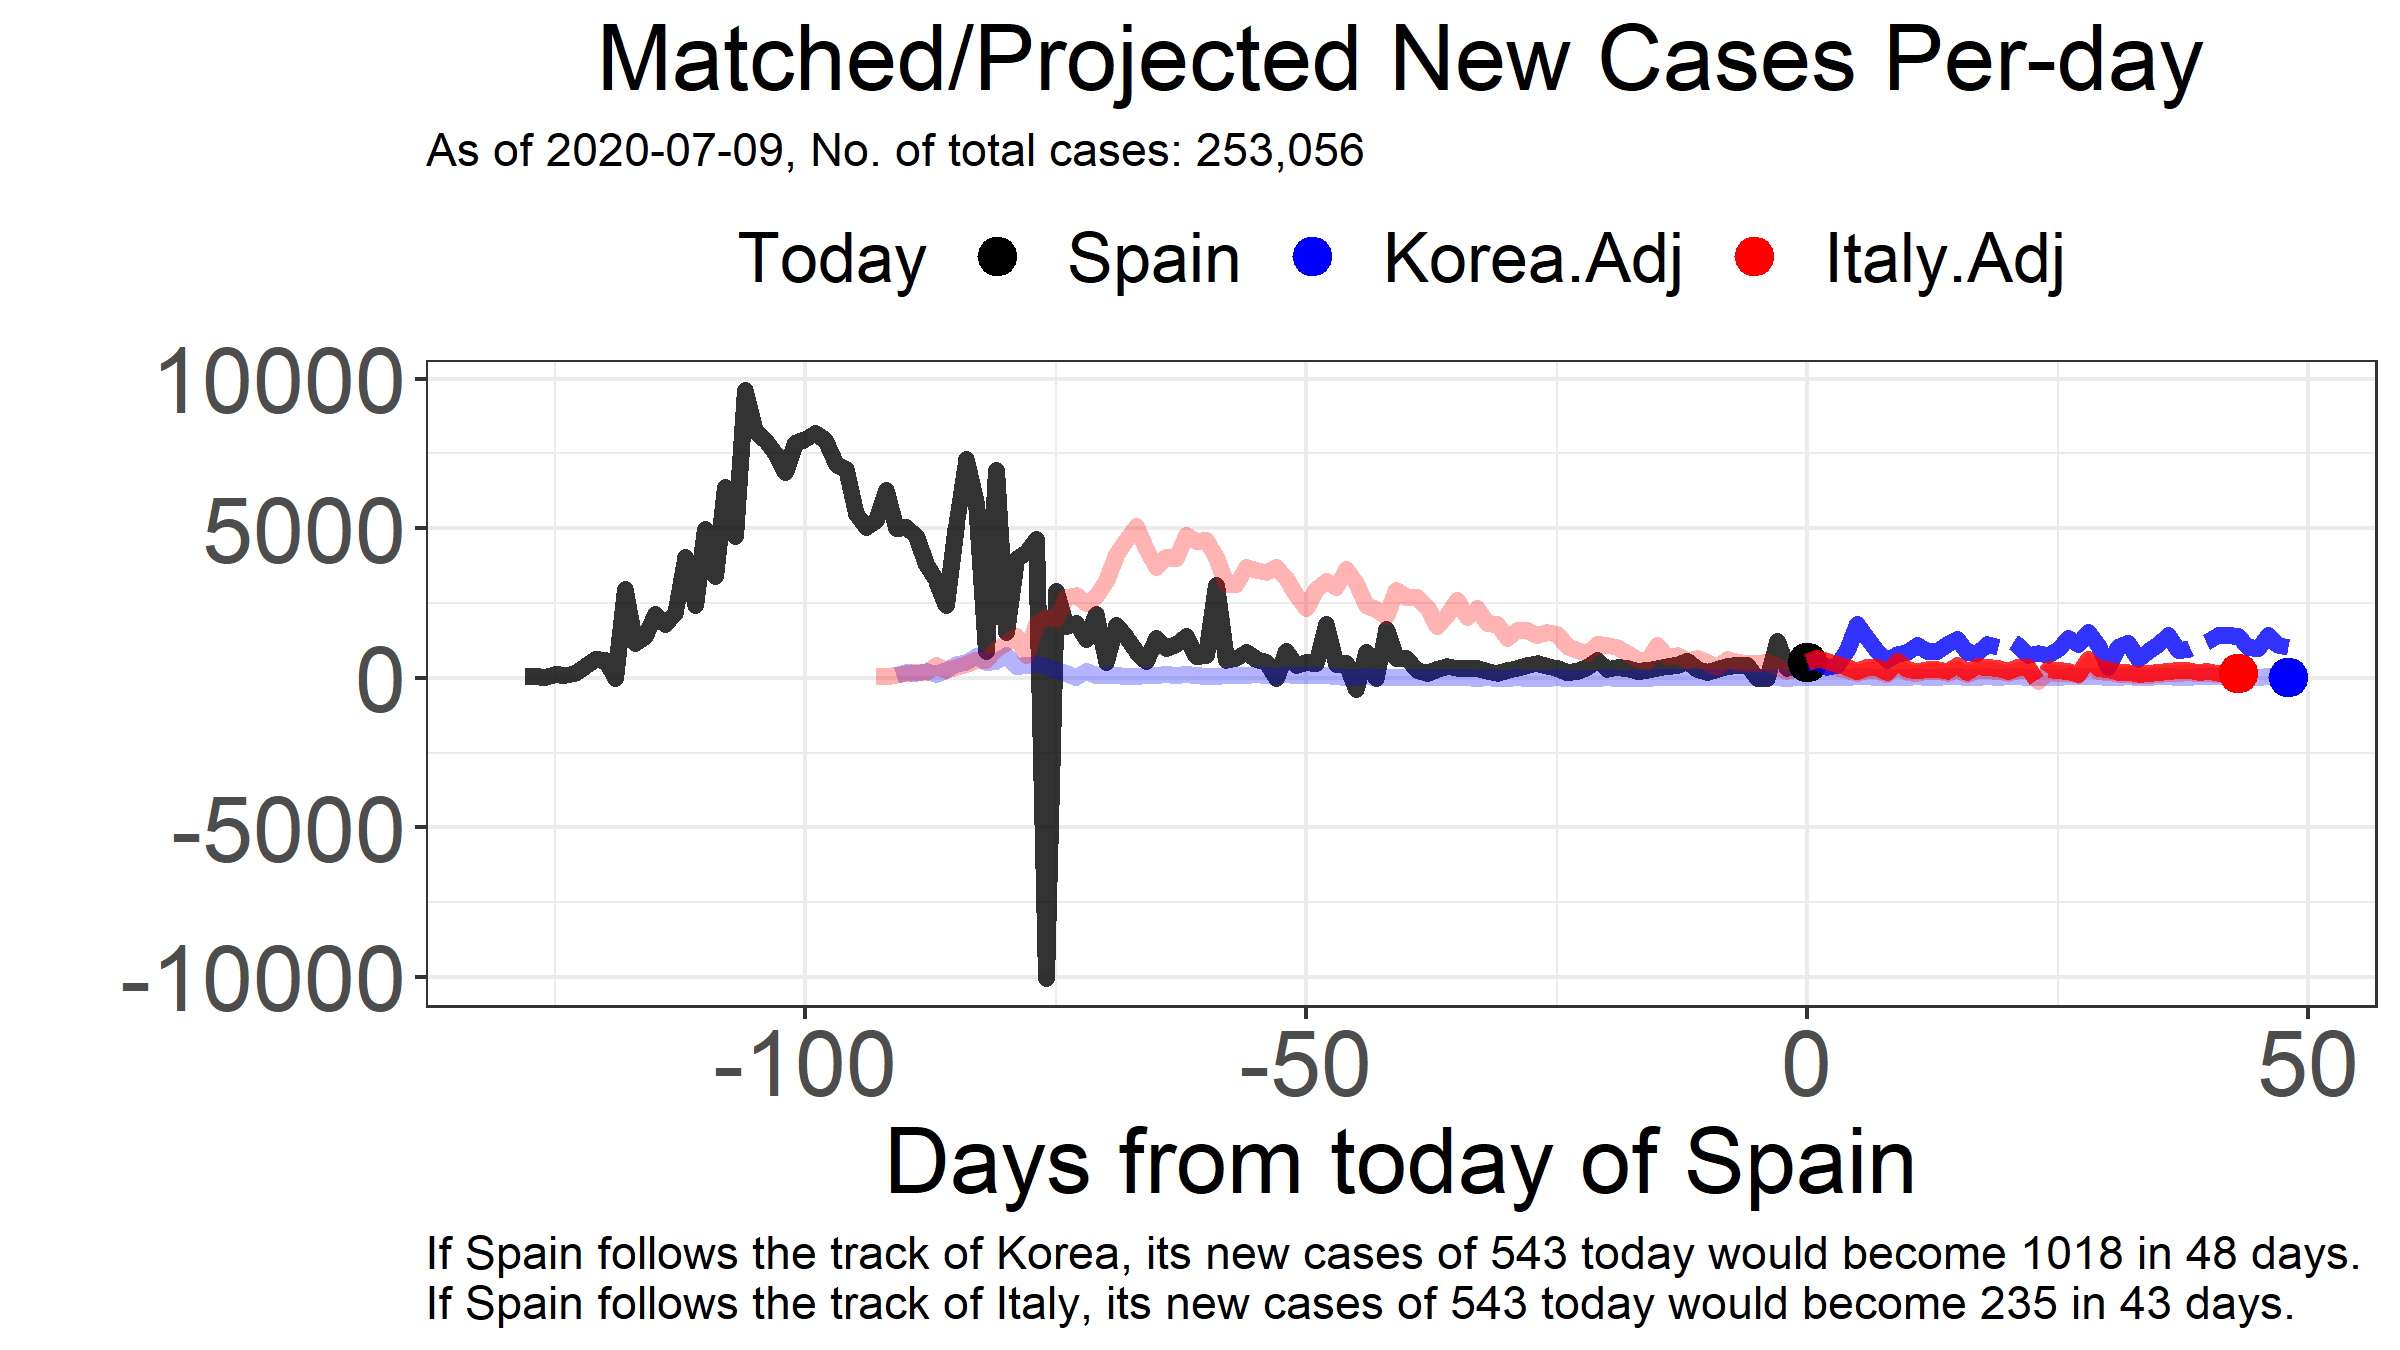 Matched/Projected New Cases Per-day
As of 2020-07-09, No. of total cases: 253,056
Today Spain Korea.Adj Italy.Adj
10000
5000
0
-5000
-10000
-100 -50 0 50
Days from today of Spain
If Spain follows the track of Korea, its new cases of 543 today would become 1018 in 48 days.
If Spain follows the track of Italy, its new cases of 543 today would become 235 in 43 days.